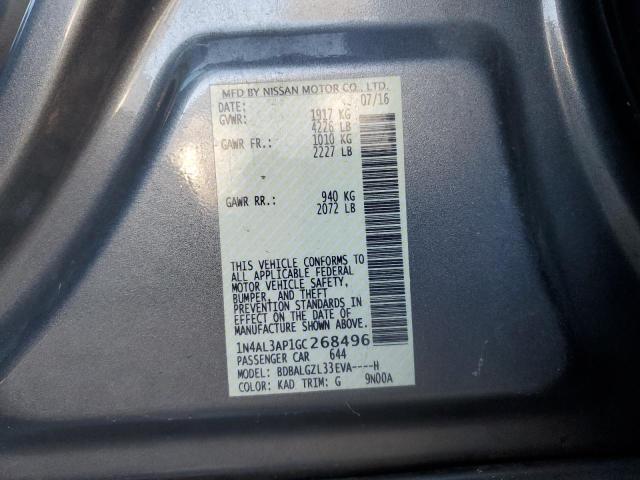 MFD BY NISSAN MOTOR CO., LTD.
DATE: 07/16
GVWR: 1917 KG
4226 LB
GAWR FR.: 1010 KG
2227 LB
GAWR RR.: 940 KG
2072 LB
THIS VEHICLE CONFORMS TO
ALL APPLICABLE FEDERAL
MOTOR VEHICLE SAFETY,
BUMPER, AND THEFT
PREVENTION STANDARDS IN
EFFECT ON THE DATE OF
MANUFACTURE SHOWN ABOVE.
1N4AL3AP1GC268496
PASSENGER CAR 644
MODEL: BDBALGZL33EVA----H
COLOR: KAD TRIM: G 9N00A